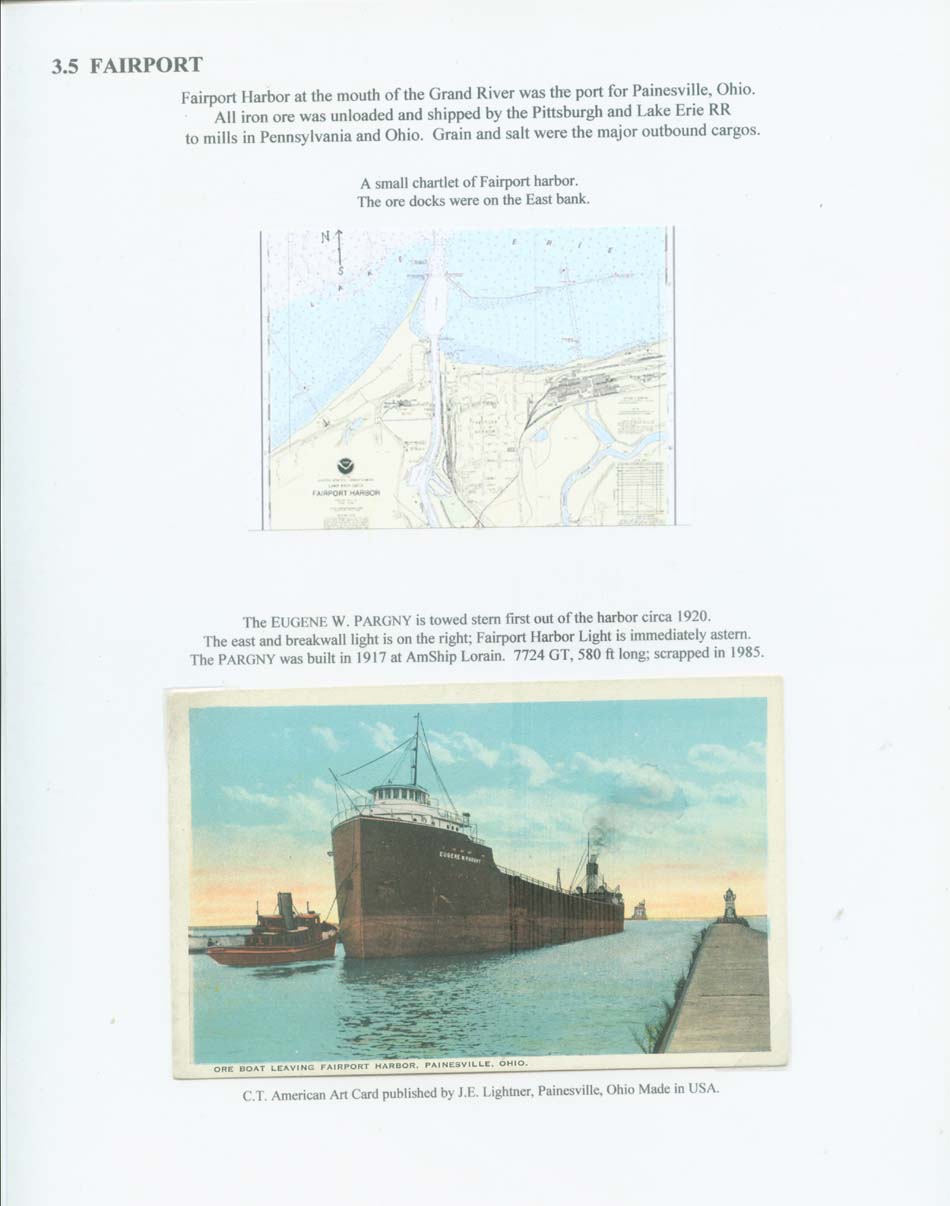 3.5 FAIRPORT
Fairport Harbor at the mouth of the Grand River was the port for Painesville, Ohio.
All iron ore was unloaded and shipped by the Pittsburgh and Lake Erie RR
to mills in Pennsylvania and Ohio. Grain and salt were the major outbound cargos.
A small chartlet of Fairport harbor.
The ore docks were on the East bank.
N
S
L A K E E R I E
FAIRPORT HARBOR
The EUGENE W. PARGNY is towed stern first out of the harbor circa 1920.
The east and breakwall light is on the right; Fairport Harbor Light is immediately astern.
The PARGNY was built in 1917 at AmShip Lorain. 7724 GT, 580 ft long; scrapped in 1985.
EUGENE W. PARGNY
ORE BOAT LEAVING FAIRPORT HARBOR, PAINESVILLE, OHIO.
C.T. American Art Card published by J.E. Lightner, Painesville, Ohio Made in USA.